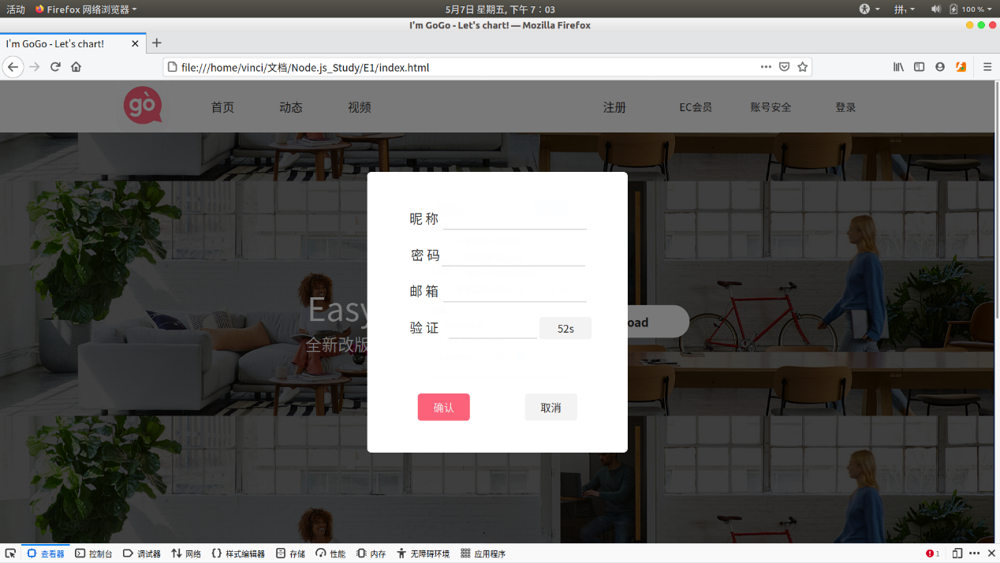 活动 Firefox 网络浏览器 5月7日 星期五, 下午 7：03 拼₁ 100 %
I'm GoGo - Let's chart! — Mozilla Firefox
I'm GoGo - Let's chart!
file:///home/vinci/文档/Node.js_Study/E1/index.html
gò 首页 动态 视频 注册 EC会员 账号安全 登录
昵 称
密 码
邮 箱
Easy
验 证 52s
全新改版
确认 取消
查看器 控制台 调试器 网络 样式编辑器 存储 性能 内存 无障碍环境 应用程序 1